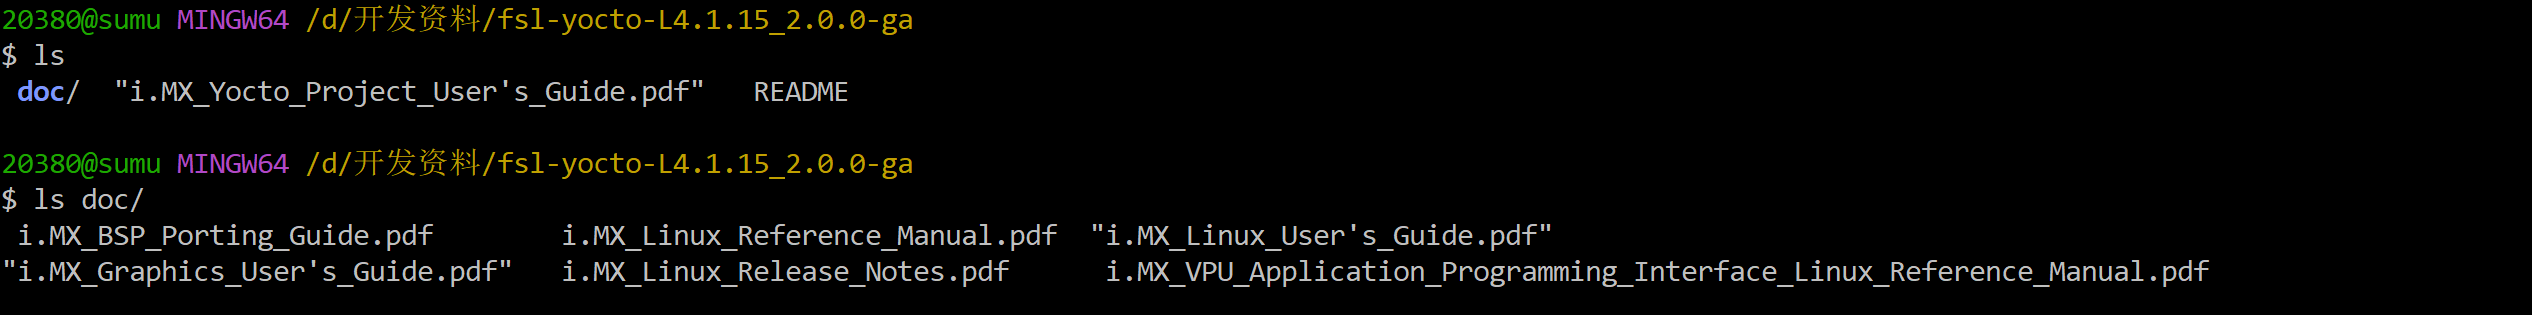 20380@sumu MINGW64 /d/开发资料/fsl-yocto-L4.1.15_2.0.0-ga
$ ls
doc/  "i.MX_Yocto_Project_User's_Guide.pdf"   README
20380@sumu MINGW64 /d/开发资料/fsl-yocto-L4.1.15_2.0.0-ga
$ ls doc/
i.MX_BSP_Porting_Guide.pdf        i.MX_Linux_Reference_Manual.pdf  "i.MX_Linux_User's_Guide.pdf"
"i.MX_Graphics_User's_Guide.pdf"   i.MX_Linux_Release_Notes.pdf      i.MX_VPU_Application_Programming_Interface_Linux_Reference_Manual.pdf